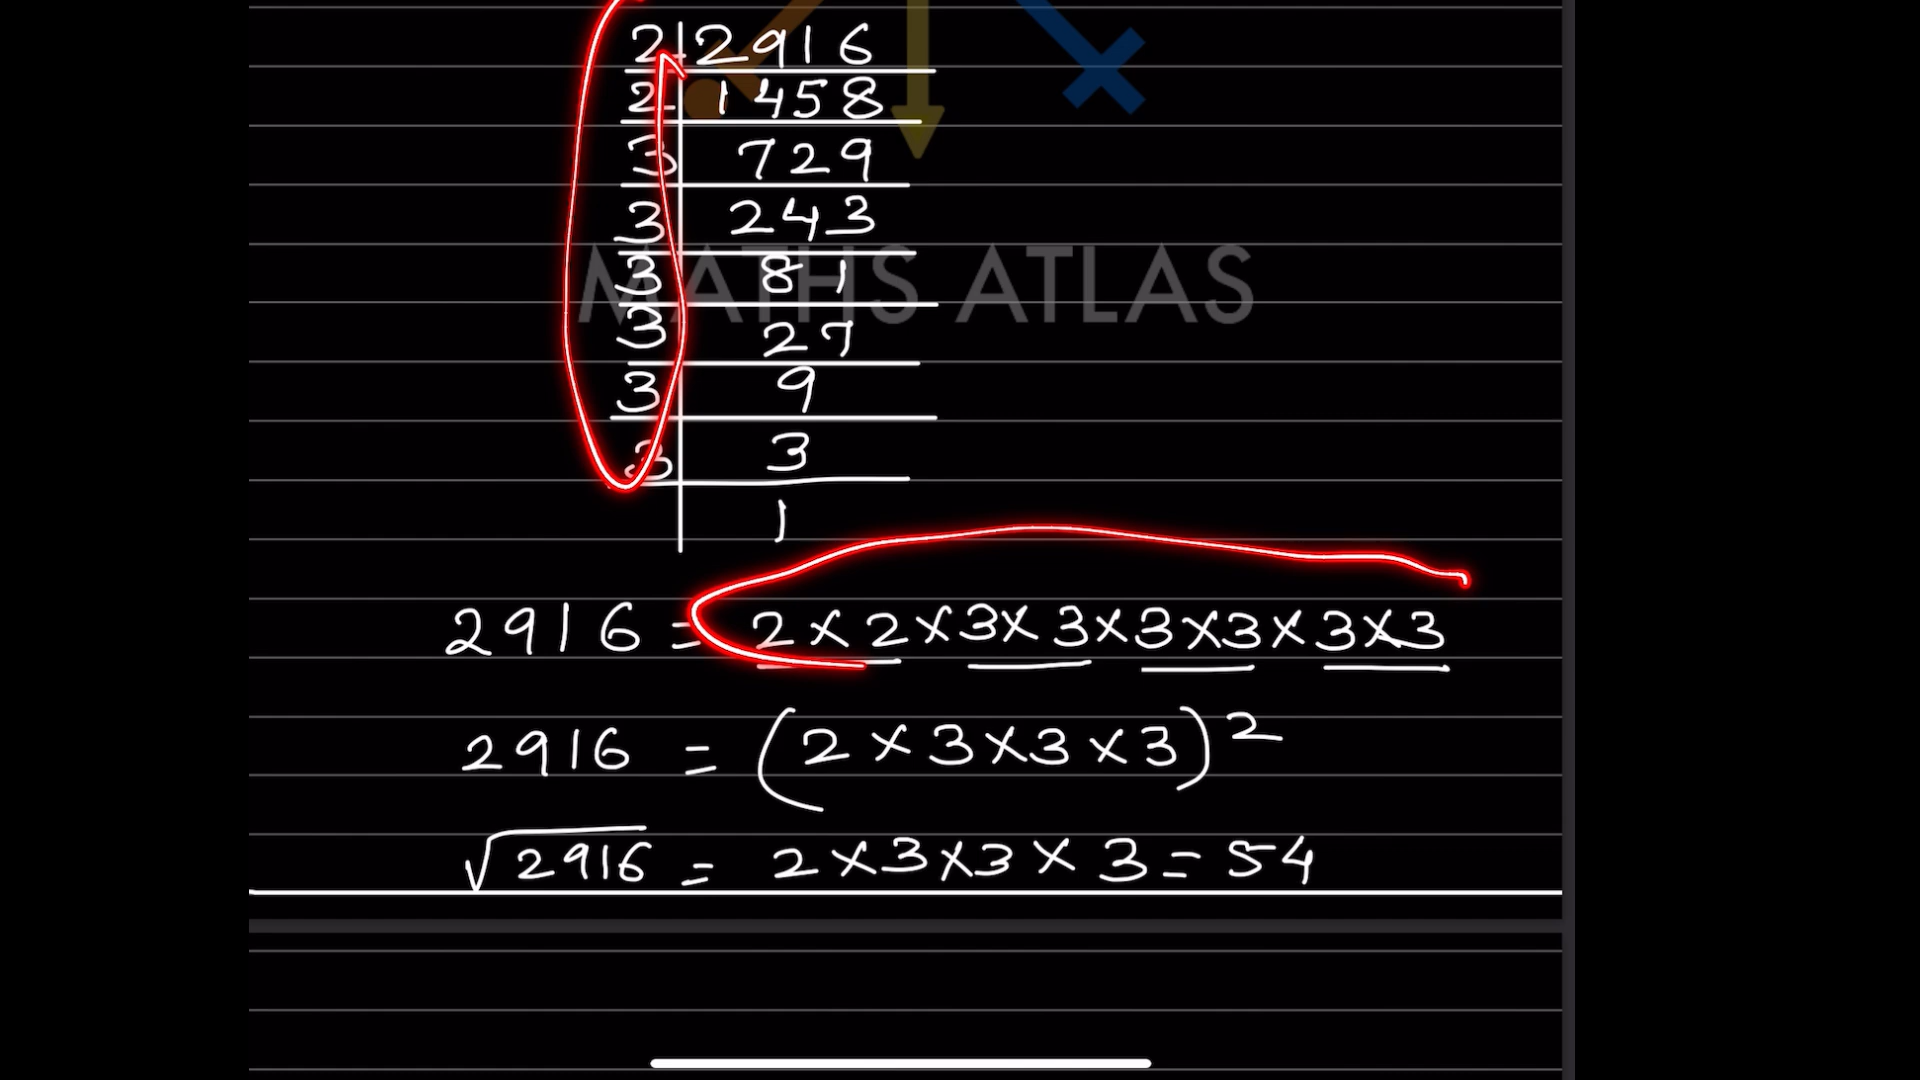 2 2916
2 1458
3 729
3 243
3 81
MATHS ATLAS
3 27
3 9
3 3
1
2916 = 2 × 2 × 3 × 3 × 3 × 3 × 3 × 3
2916 = (2 × 3 × 3 × 3)²
√2916 = 2 × 3 × 3 × 3 = 54